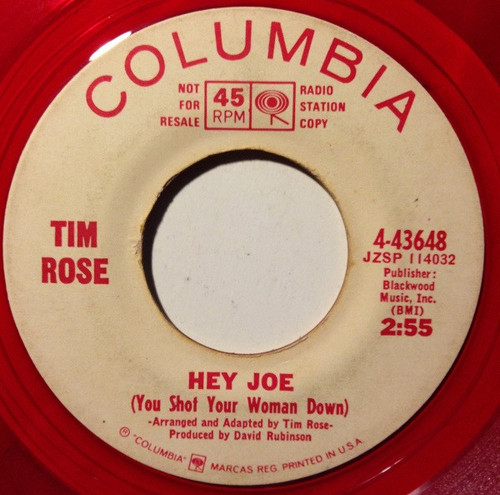 COLUMBIA
NOT
FOR
RESALE
45
RPM
RADIO
STATION
COPY
TIM
ROSE
4-43648
JZSP 114032
Publisher:
Blackwood
Music, Inc.
(BMI)
2:55
HEY JOE
(You Shot Your Woman Down)
-Arranged and Adapted by Tim Rose-
Produced by David Rubinson
® "COLUMBIA" MARCAS REG. PRINTED IN U.S.A.